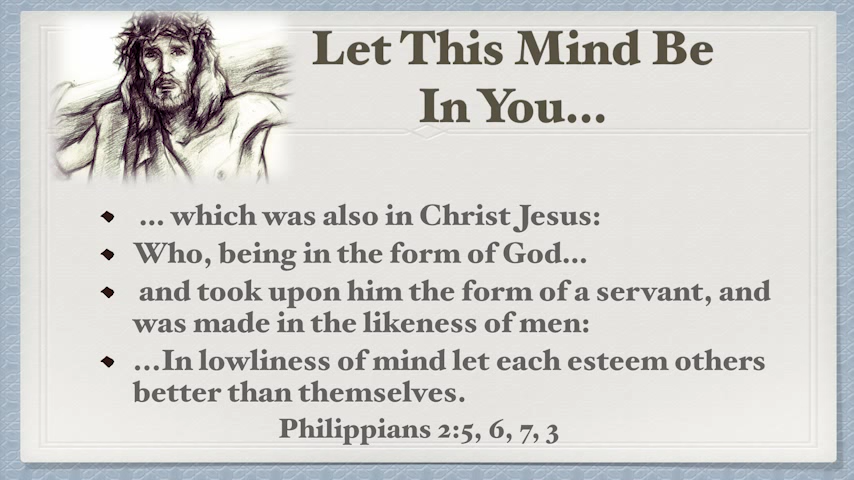 Let This Mind Be
In You...
... which was also in Christ Jesus:
Who, being in the form of God...
and took upon him the form of a servant, and
was made in the likeness of men:
...In lowliness of mind let each esteem others
better than themselves.
Philippians 2:5, 6, 7, 3